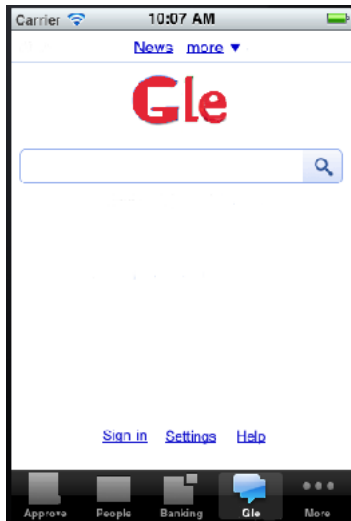 Carrier 10:07 AM
News more ▼
Gle
Sign in Settings Help
Approve People Banking Gle More